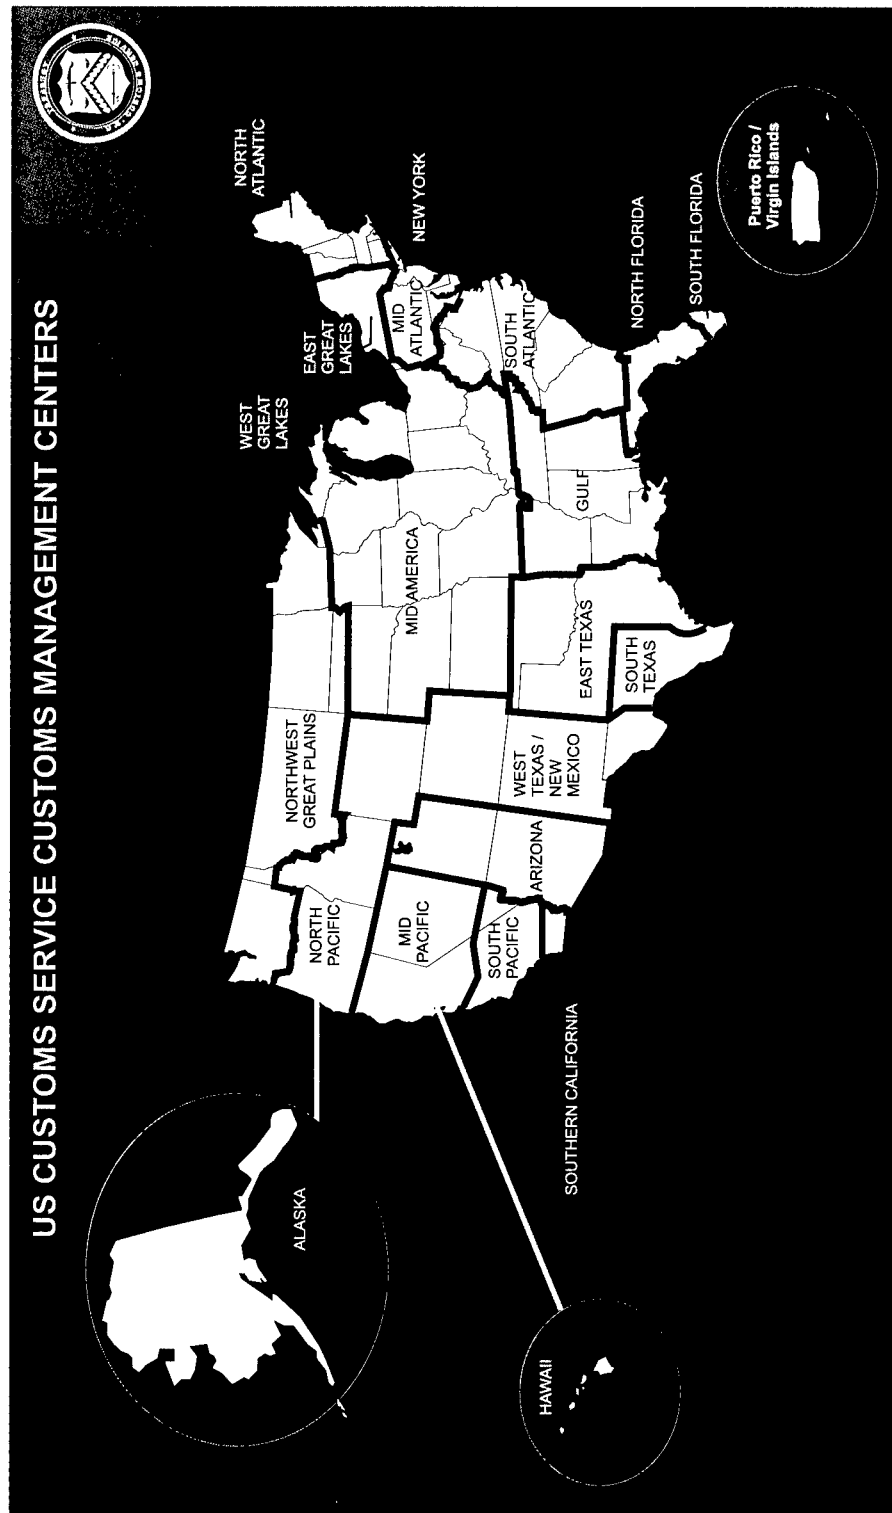 US CUSTOMS SERVICE CUSTOMS MANAGEMENT CENTERS
ALASKA
HAWAII
NORTH
PACIFIC
MID
PACIFIC
SOUTH
PACIFIC
SOUTHERN CALIFORNIA
ARIZONA
NORTHWEST
GREAT PLAINS
WEST
TEXAS /
NEW
MEXICO
MID AMERICA
EAST TEXAS
SOUTH
TEXAS
GULF
WEST
GREAT
LAKES
EAST
GREAT
LAKES
MID
ATLANTIC
SOUTH
ATLANTIC
NORTH
ATLANTIC
NEW YORK
NORTH FLORIDA
SOUTH FLORIDA
Puerto Rico /
Virgin Islands